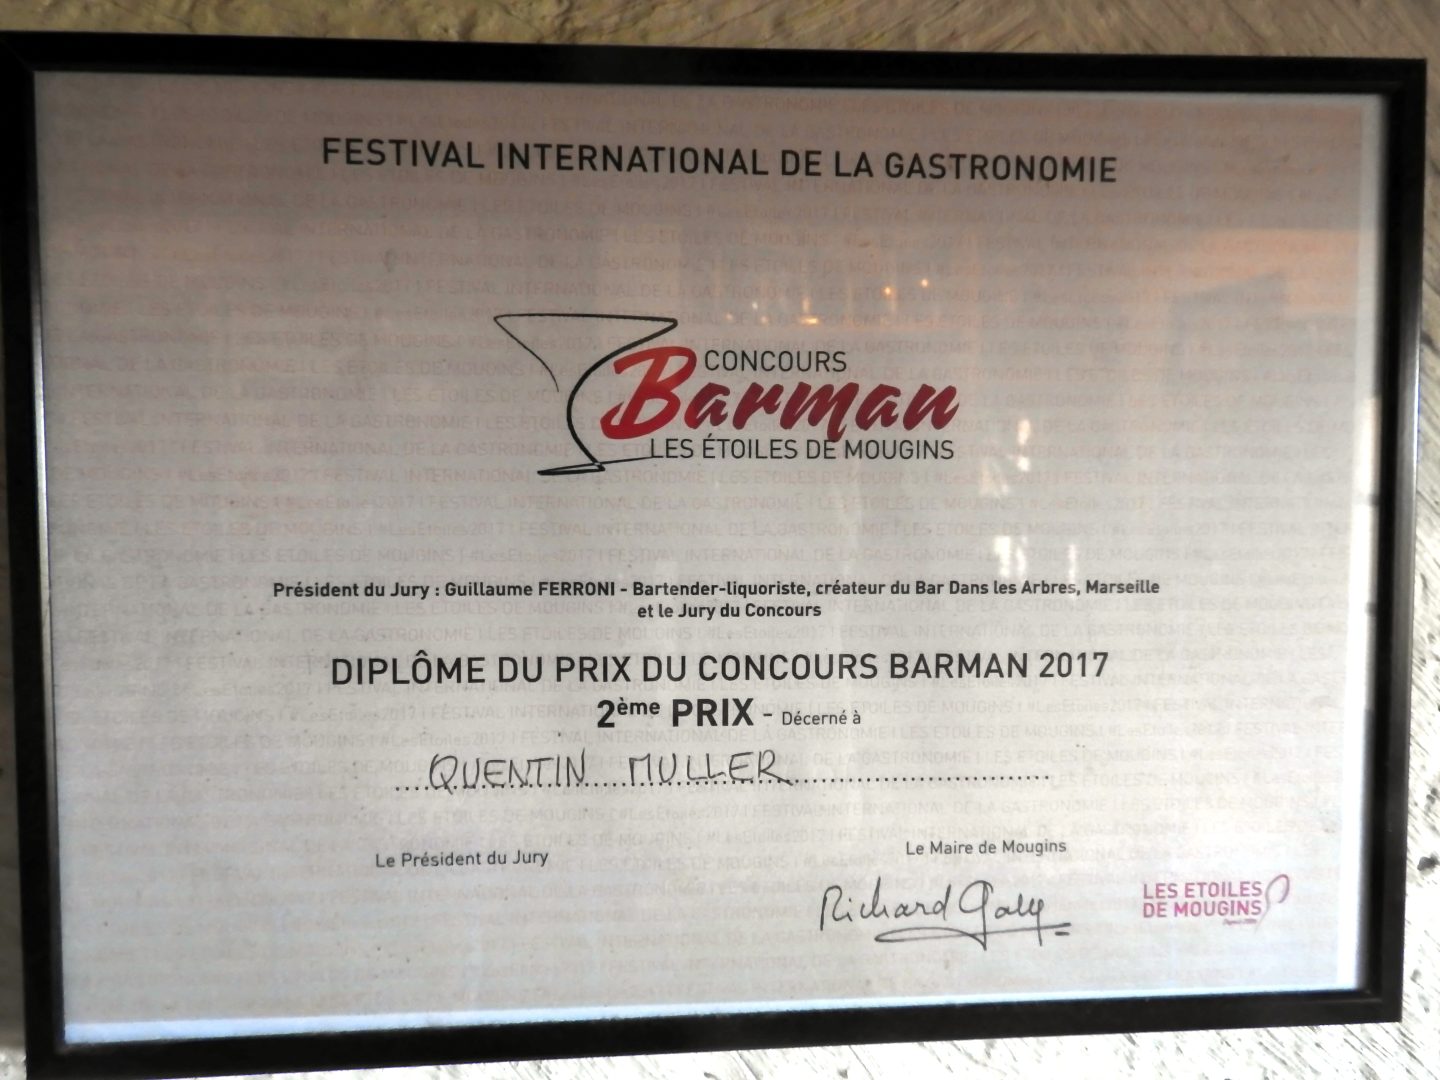 FESTIVAL INTERNATIONAL DE LA GASTRONOMIE
CONCOURS
Barman
LES ÉTOILES DE MOUGINS
Président du Jury : Guillaume FERRONI - Bartender-liquoriste, créateur du Bar Dans les Arbres, Marseille
et le Jury du Concours
DIPLÔME DU PRIX DU CONCOURS BARMAN 2017
2ème PRIX - Décerné à
QUENTIN MULLER
Le Président du Jury
Le Maire de Mougins
Richard Galy
LES ETOILES
DE MOUGINS